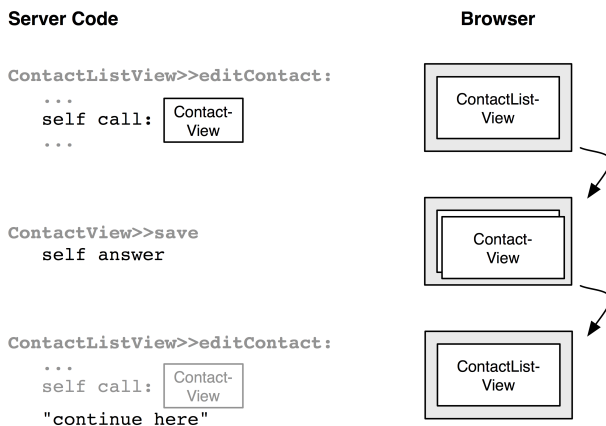 Server Code
Browser
ContactListView>>editContact:
...
self call: Contact-
View
...
ContactList-
View
ContactView>>save
self answer
Contact-
View
ContactListView>>editContact:
...
self call: Contact-
View
"continue here"
ContactList-
View